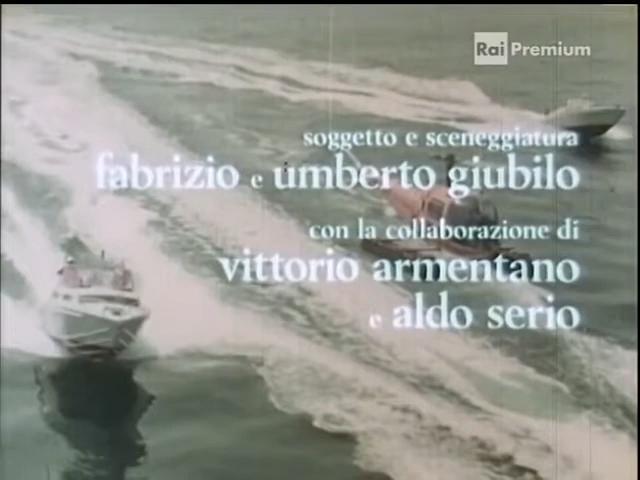 Rai Premium
soggetto e sceneggiatura
fabrizio e umberto giubilo
con la collaborazione di
vittorio armentano
e aldo serio